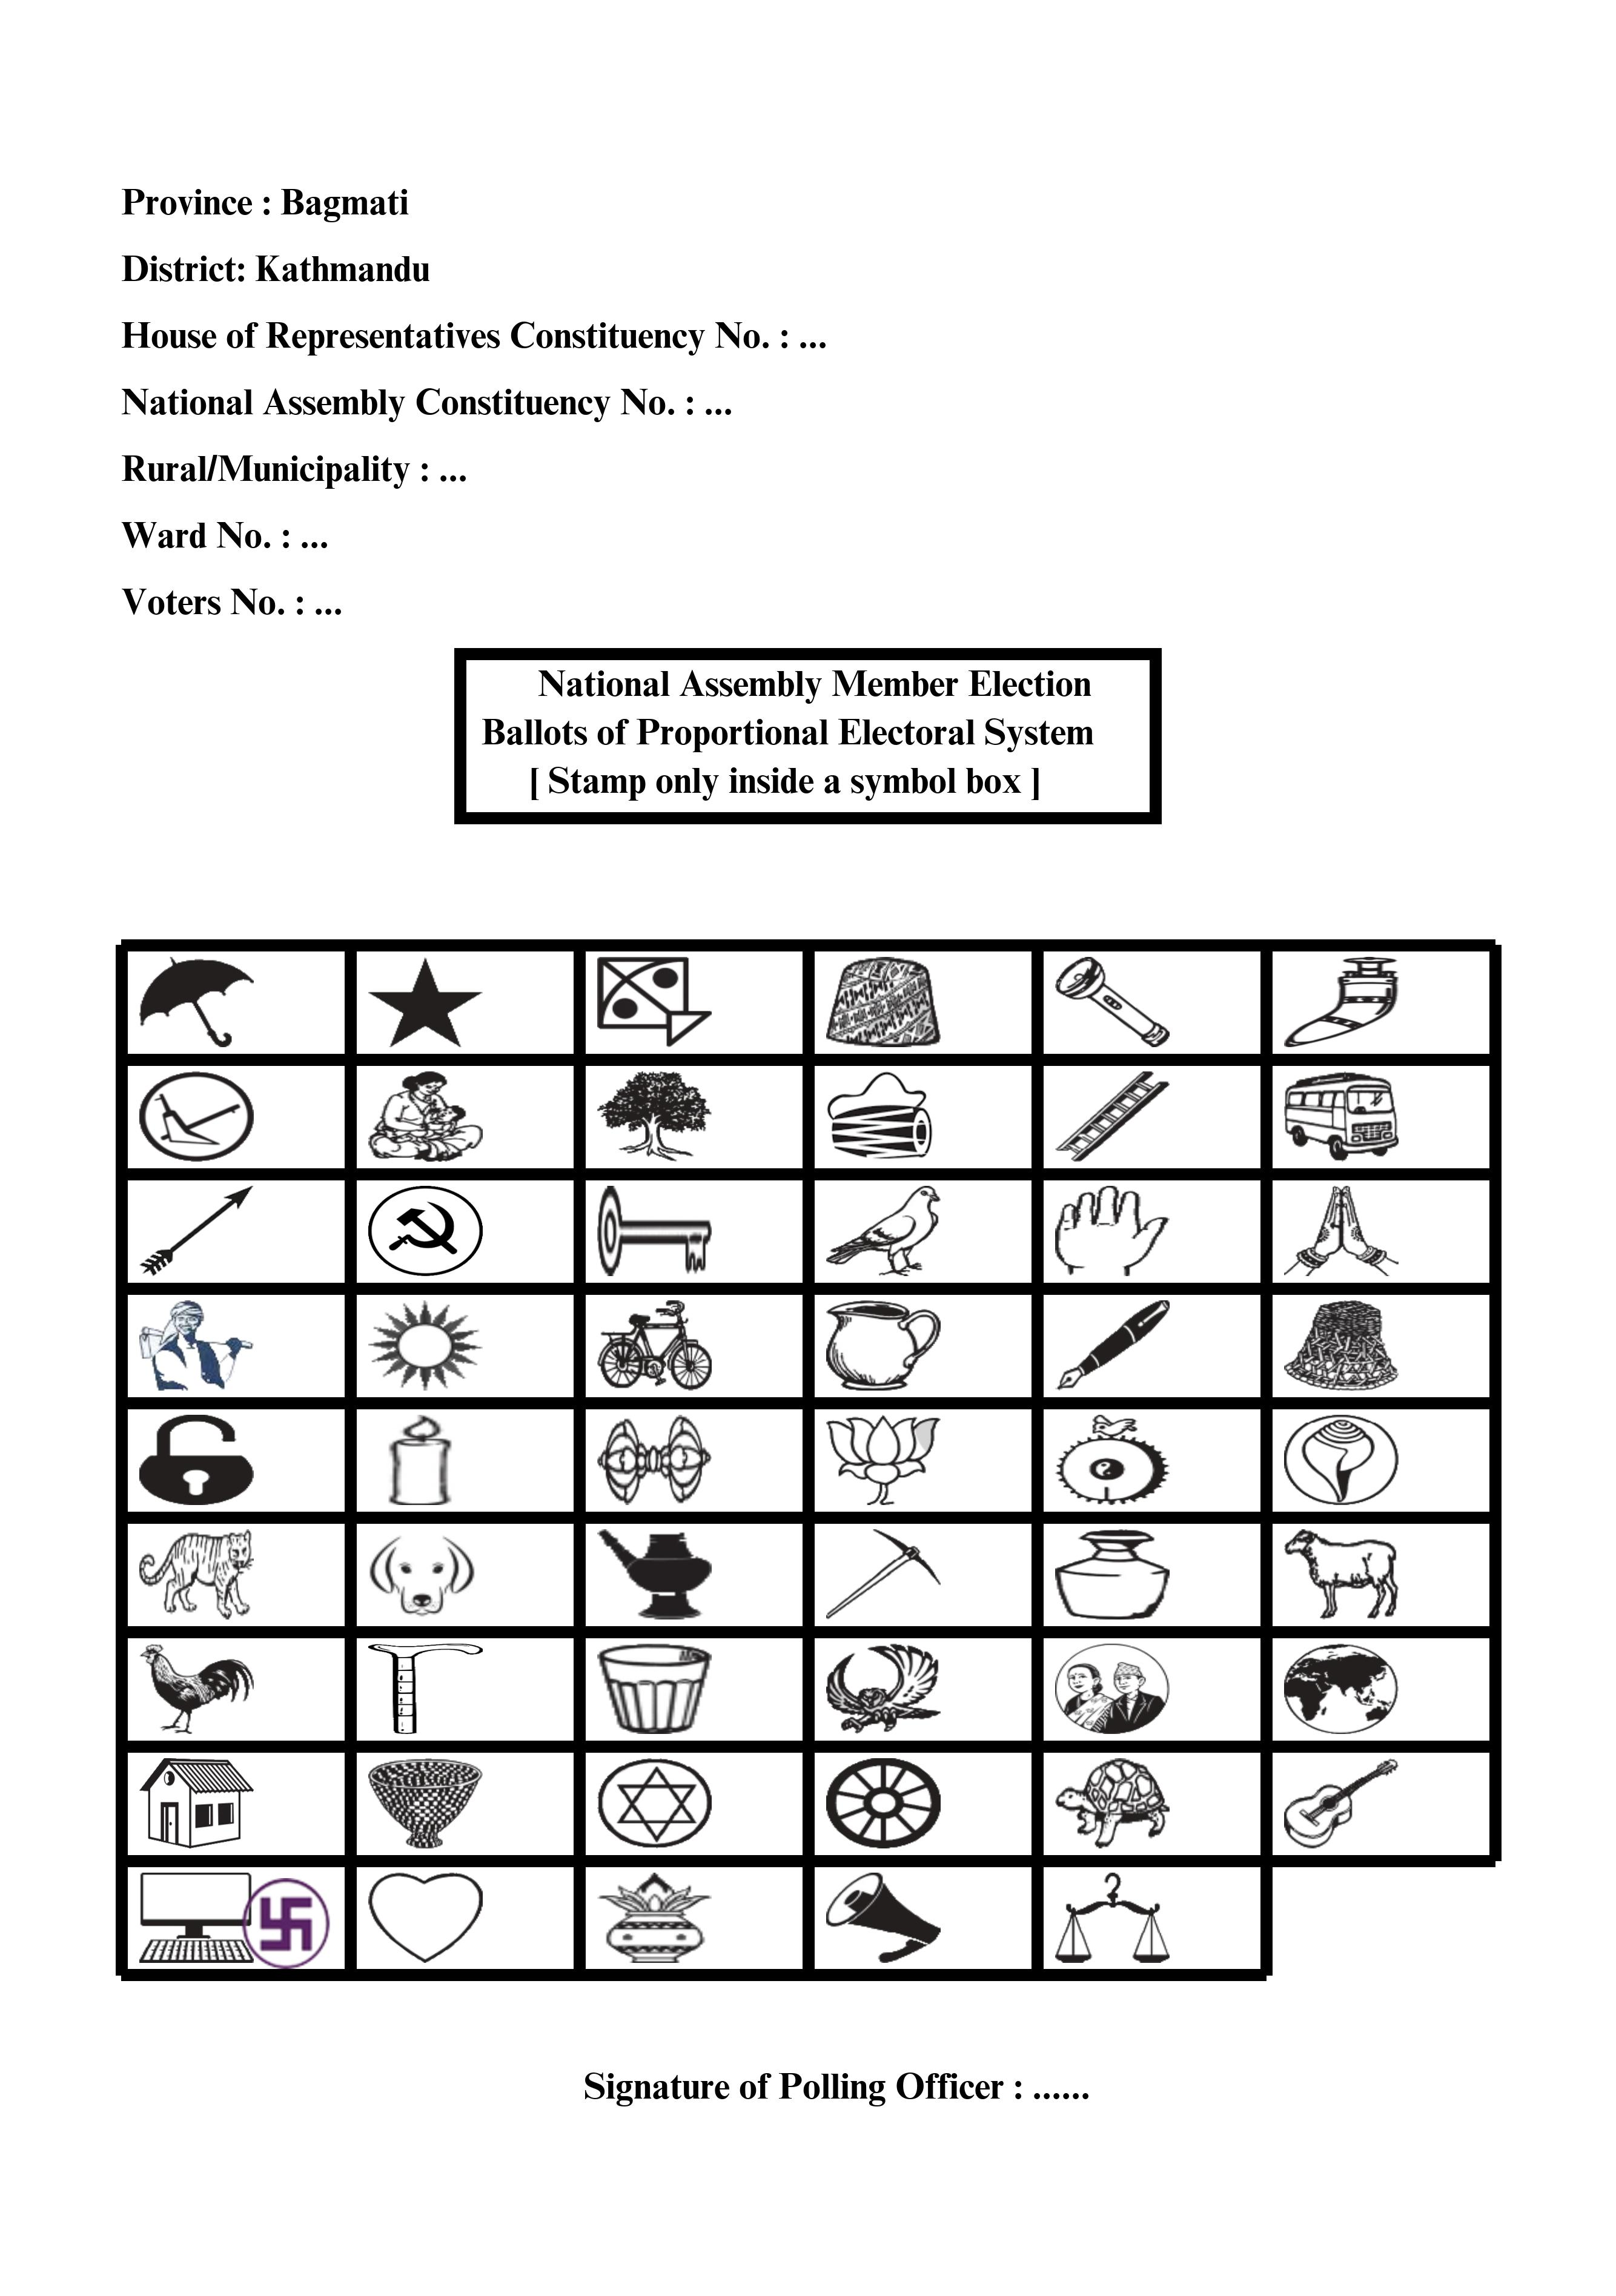 Province : Bagmati
District: Kathmandu
House of Representatives Constituency No. : ...
National Assembly Constituency No. : ...
Rural/Municipality : ...
Ward No. : ...
Voters No. : ...
National Assembly Member Election
Ballots of Proportional Electoral System
[ Stamp only inside a symbol box ]
Signature of Polling Officer : ......